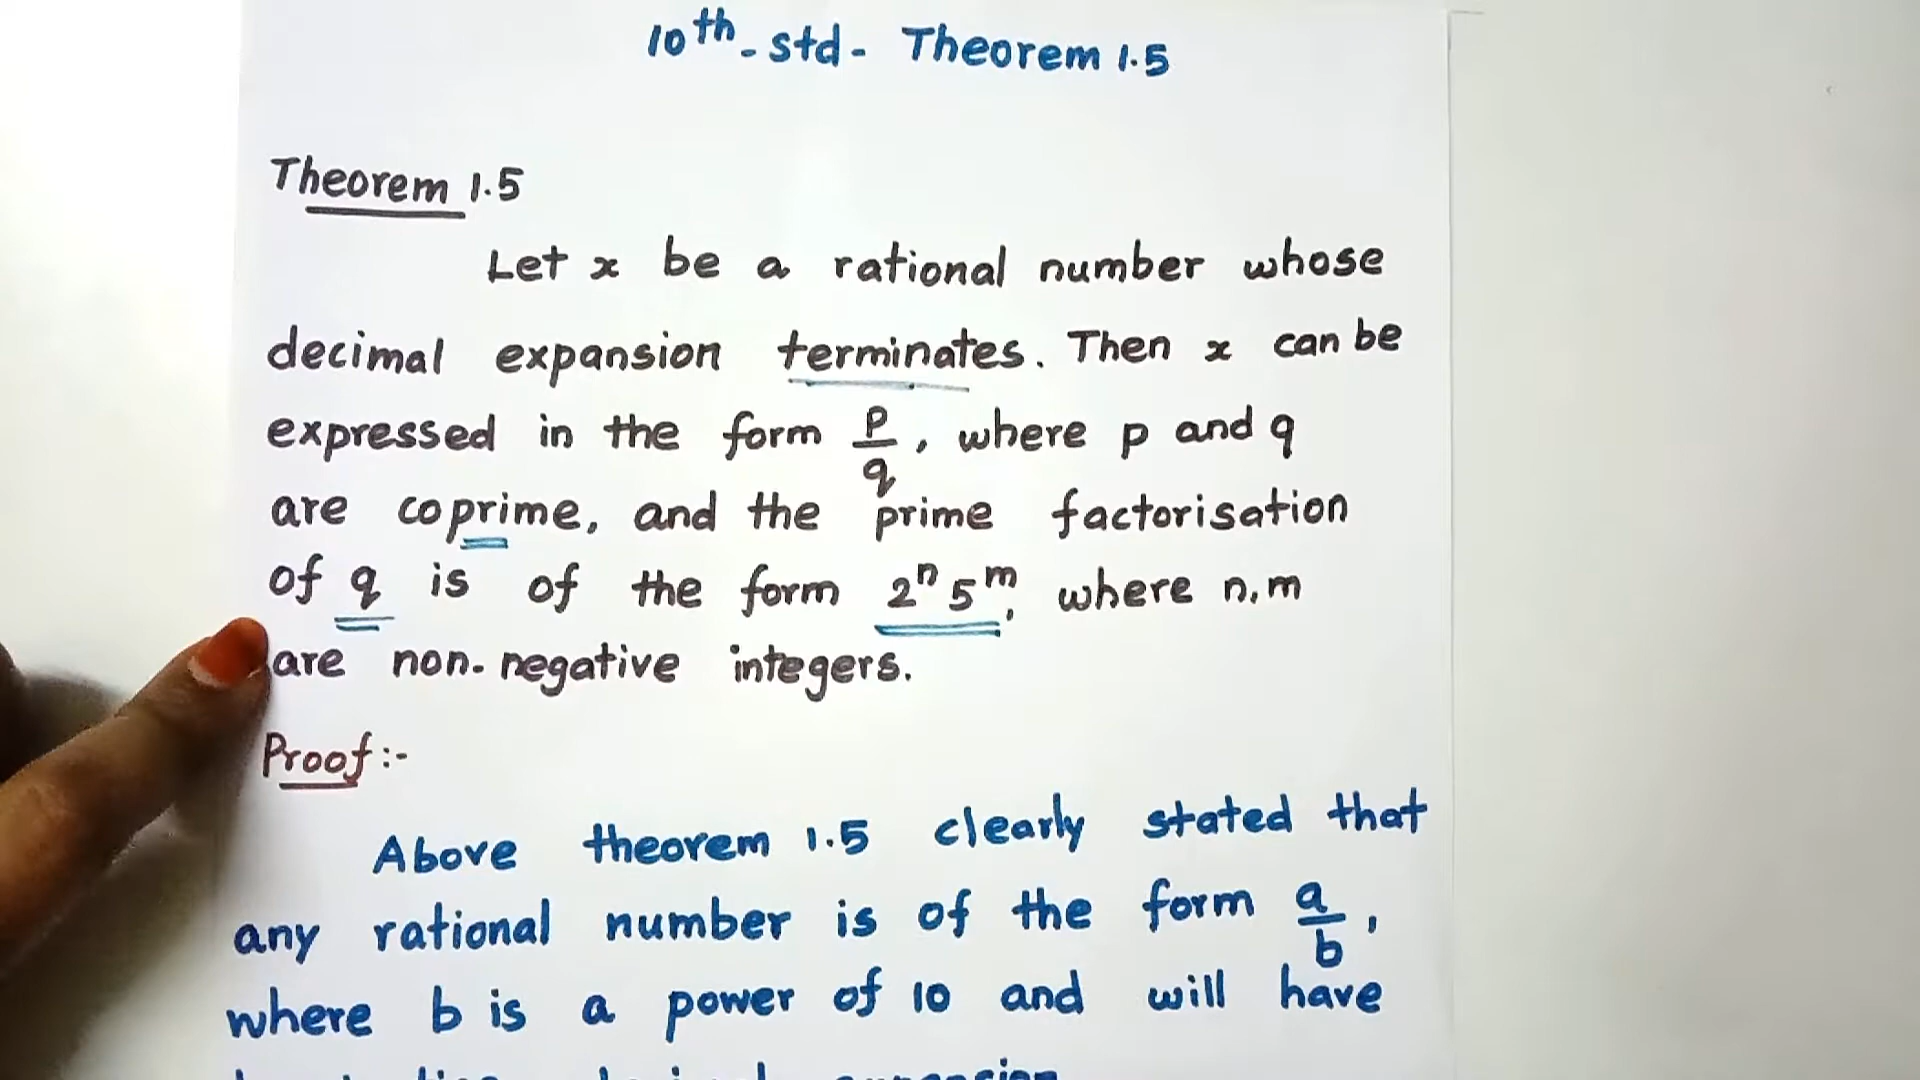 10th - std - Theorem 1.5
Theorem 1.5
Let x be a rational number whose
decimal expansion terminates. Then x can be
expressed in the form p/q, where p and q
are coprime, and the prime factorisation
of q is of the form 2ⁿ5ᵐ, where n,m
are non-negative integers.
Proof:-
Above theorem 1.5 clearly stated that
any rational number is of the form a/b,
where b is a power of 10 and will have